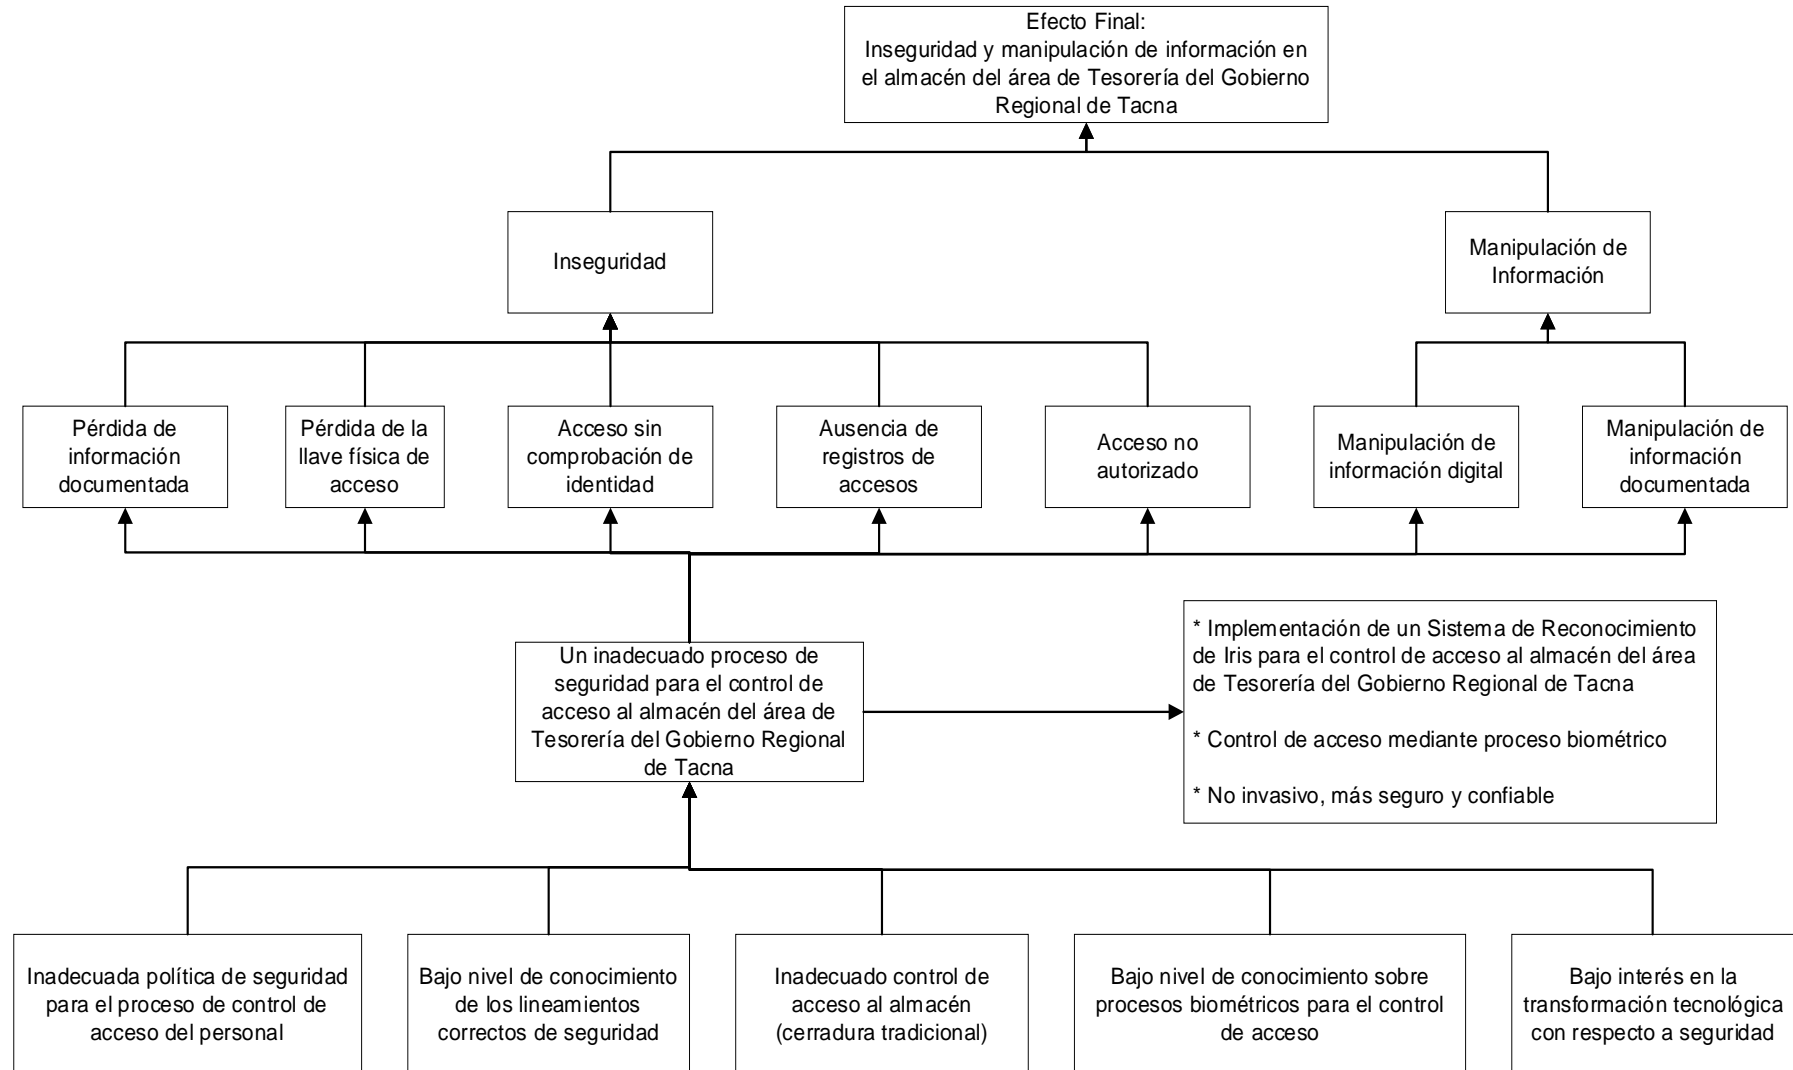 Efecto Final:
Inseguridad y manipulación de información en
el almacén del área de Tesorería del Gobierno
Regional de Tacna
Inseguridad
Manipulación de
Información
Pérdida de
información
documentada
Pérdida de la
llave física de
acceso
Acceso sin
comprobación de
identidad
Ausencia de
registros de
accesos
Acceso no
autorizado
Manipulación de
información digital
Manipulación de
información
documentada
Un inadecuado proceso de
seguridad para el control de
acceso al almacén del área de
Tesorería del Gobierno Regional
de Tacna
* Implementación de un Sistema de Reconocimiento
de Iris para el control de acceso al almacén del área
de Tesorería del Gobierno Regional de Tacna
* Control de acceso mediante proceso biométrico
* No invasivo, más seguro y confiable
Inadecuada política de seguridad
para el proceso de control de
acceso del personal
Bajo nivel de conocimiento
de los lineamientos
correctos de seguridad
Inadecuado control de
acceso al almacén
(cerradura tradicional)
Bajo nivel de conocimiento sobre
procesos biométricos para el control
de acceso
Bajo interés en la
transformación tecnológica
con respecto a seguridad